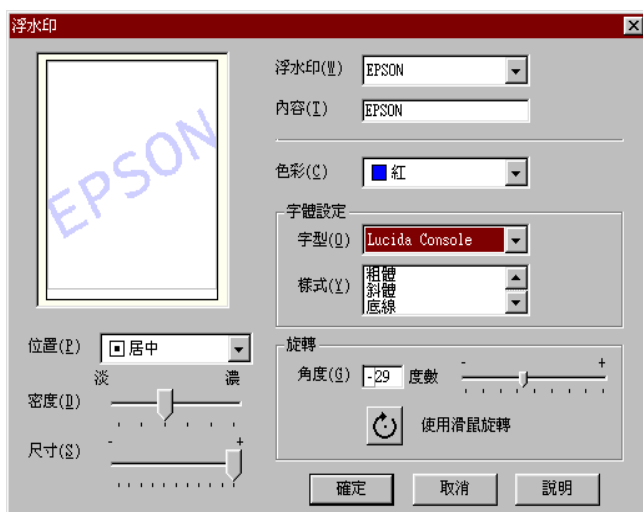 浮水印
EPSON
浮水印(W) EPSON
內容(T) EPSON
色彩(C) 紅
字體設定
字型(O) Lucida Console
樣式(Y) 粗體
斜體
底線
位置(P) 居中
淡 濃
密度(D)
尺寸(S) - +
旋轉
角度(G) -29 度數 - +
使用滑鼠旋轉
確定 取消 說明